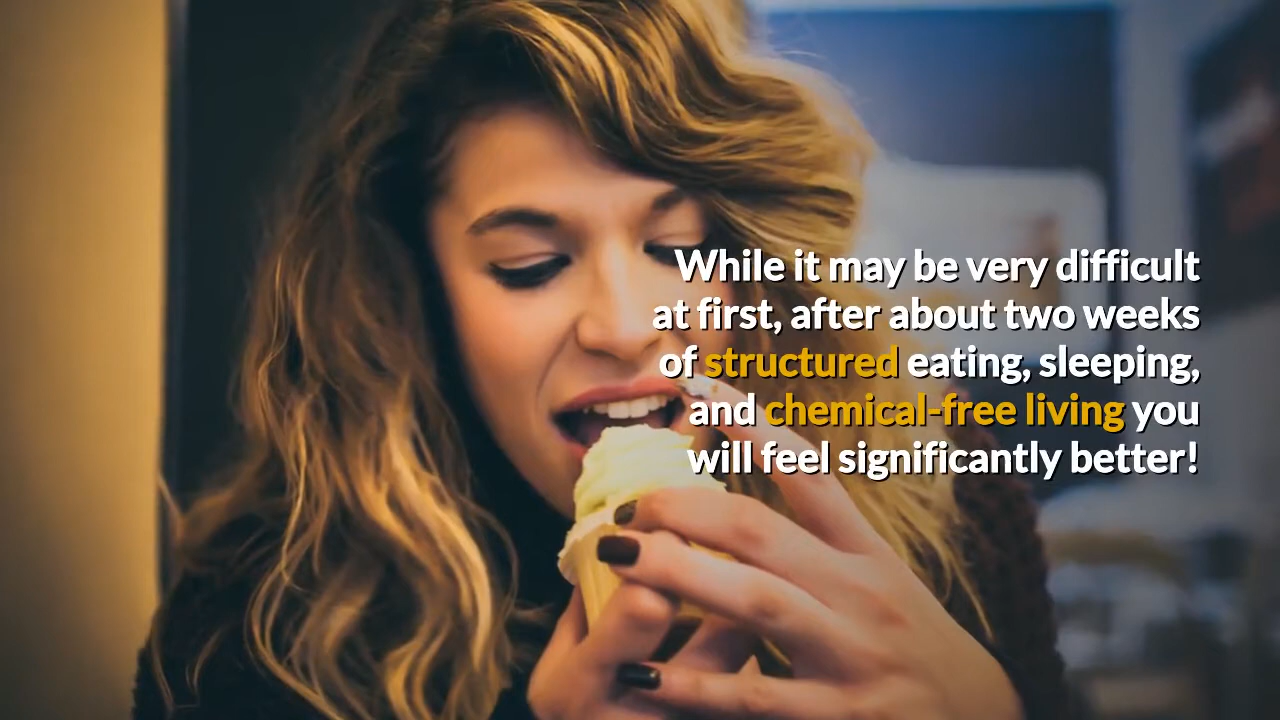 While it may be very difficult
at first, after about two weeks
of structured eating, sleeping,
and chemical-free living you
will feel significantly better!